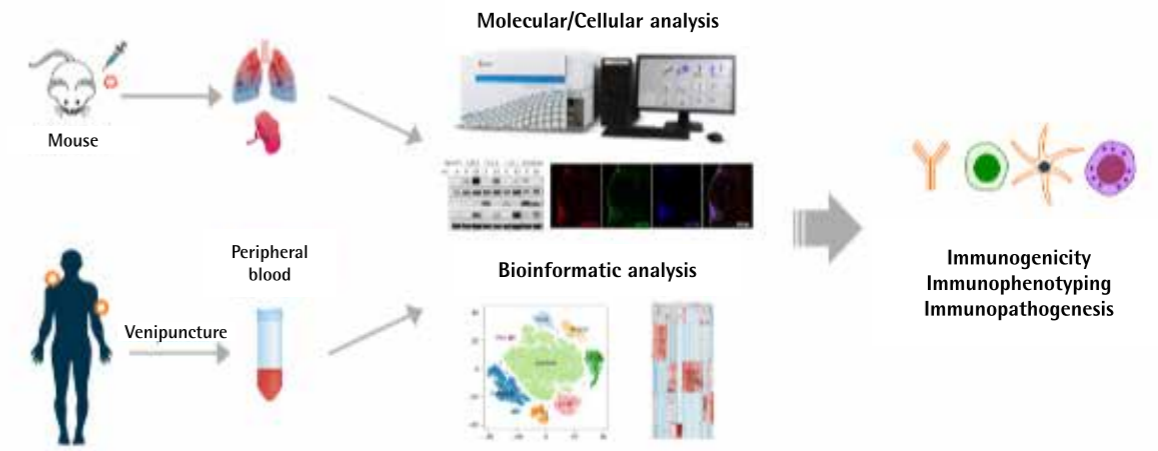 Molecular/Cellular analysis
Mouse
Peripheral
blood
Venipuncture
Bioinformatic analysis
Immunogenicity
Immunophenotyping
Immunopathogenesis